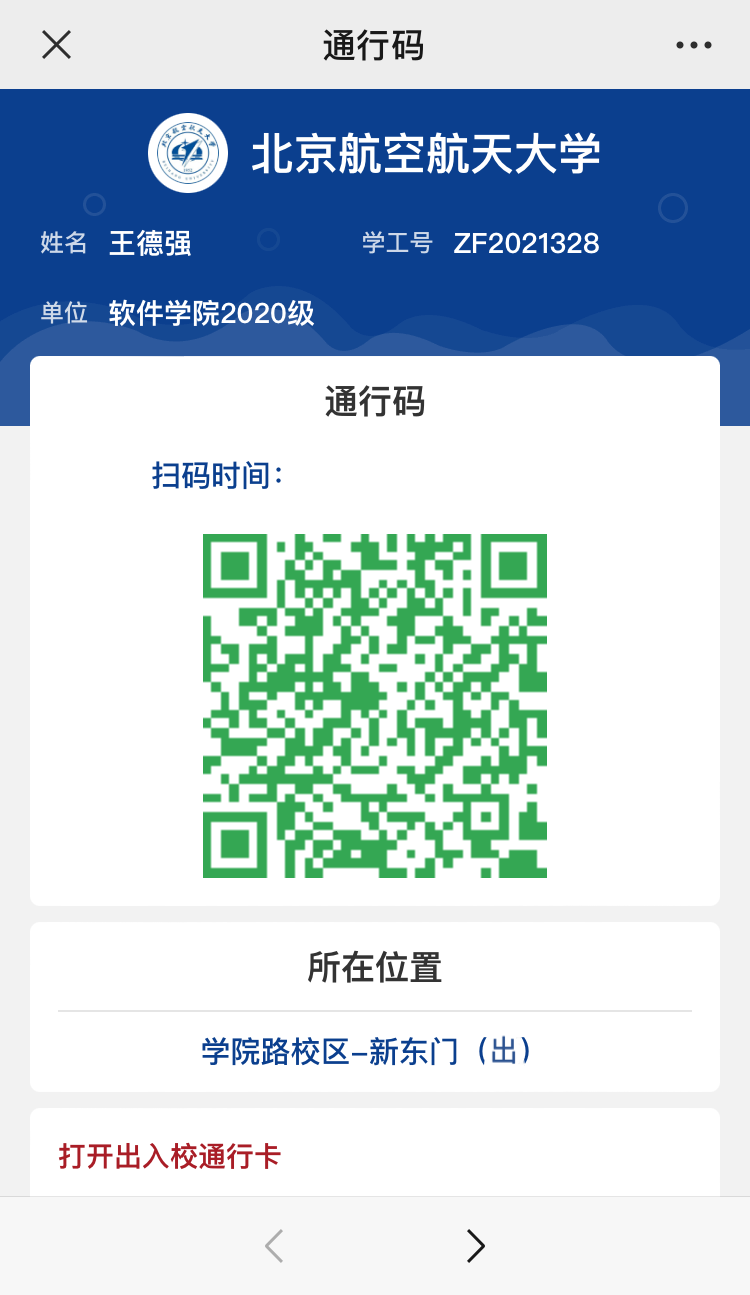 通行码
北京航空航天大学
姓名 王德强 学工号 ZF2021328
单位 软件学院2020级
通行码
扫码时间：
所在位置
学院路校区-新东门（出）
打开出入校通行卡